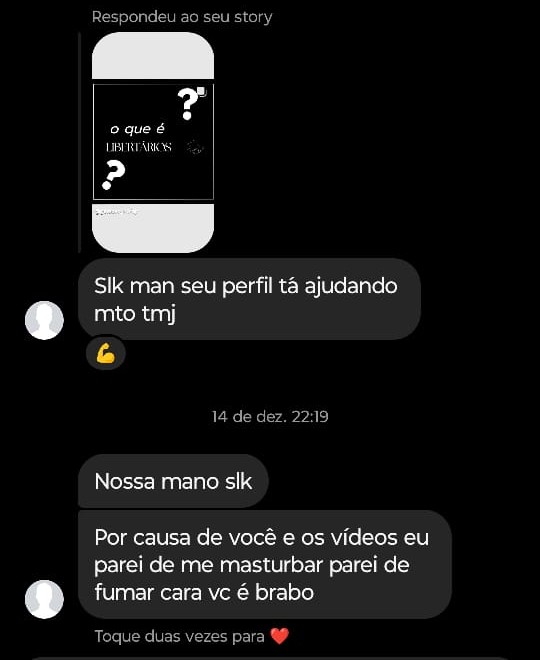 Respondeu ao seu story
?
o que é
LIBERTÁRIOS
?
Slk man seu perfil tá ajudando
mto tmj
14 de dez. 22:19
Nossa mano slk
Por causa de você e os vídeos eu
parei de me masturbar parei de
fumar cara vc é brabo
Toque duas vezes para ❤️